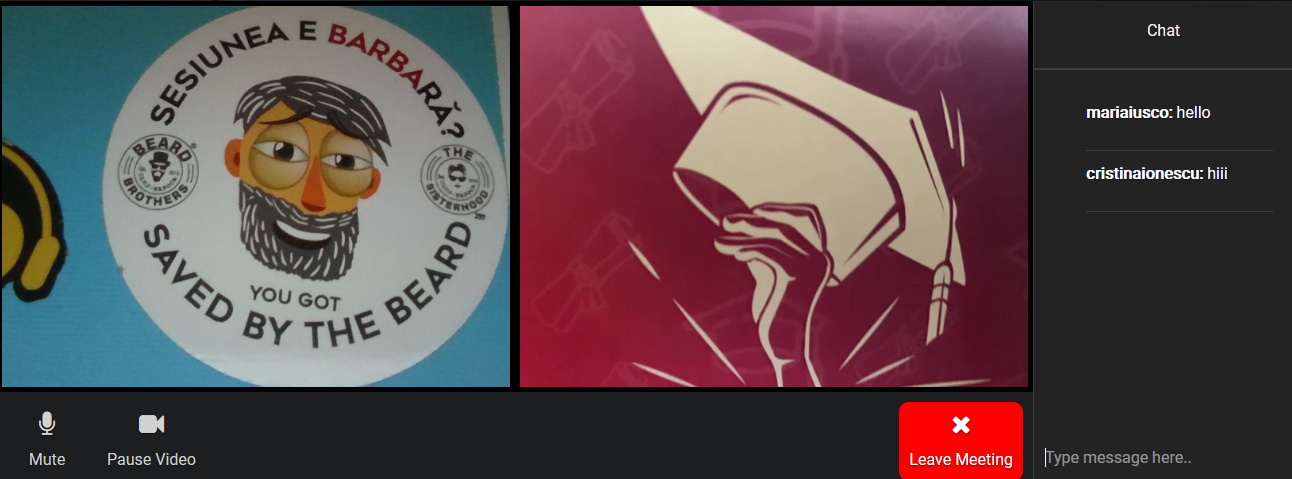 SESIUNEA E BARBARĂ?
BEARD
BROTHERS
THE
SISTERHOOD
YOU GOT
SAVED BY THE BEARD
Mute
Pause Video
Leave Meeting
Chat
mariaiusco: hello
cristinaionescu: hiii
Type message here..